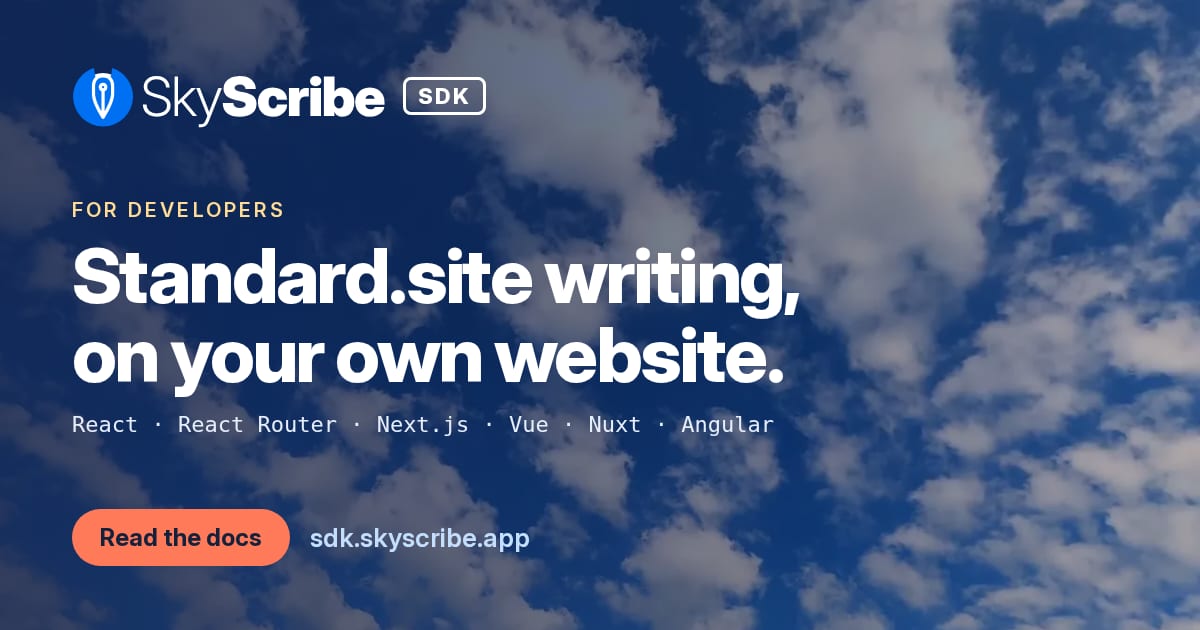 SkyScribe SDK
FOR DEVELOPERS
Standard.site writing,
on your own website.
React · React Router · Next.js · Vue · Nuxt · Angular
Read the docs sdk.skyscribe.app